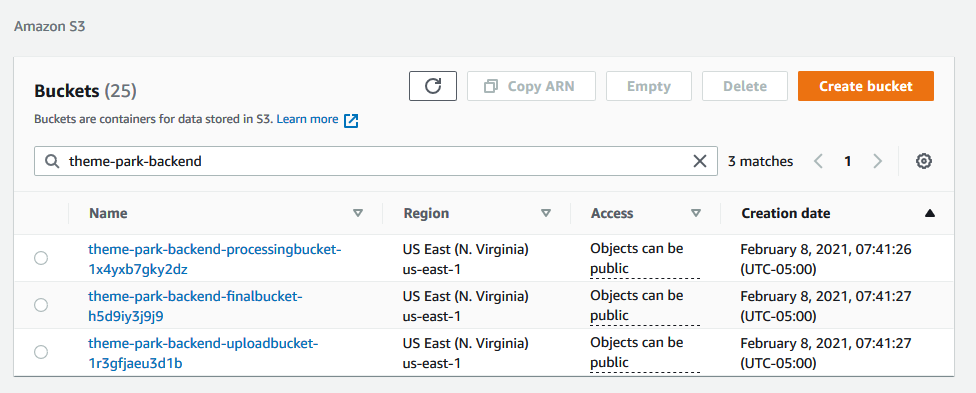 Amazon S3
Buckets (25)
Copy ARN
Empty
Delete
Create bucket
Buckets are containers for data stored in S3. Learn more
theme-park-backend
3 matches
1
Name
Region
Access
Creation date
theme-park-backend-processingbucket-
1x4yxb7gky2dz
US East (N. Virginia)
us-east-1
Objects can be
public
February 8, 2021, 07:41:26
(UTC-05:00)
theme-park-backend-finalbucket-
h5d9iy3j9j9
US East (N. Virginia)
us-east-1
Objects can be
public
February 8, 2021, 07:41:27
(UTC-05:00)
theme-park-backend-uploadbucket-
1r3gfjaeu3d1b
US East (N. Virginia)
us-east-1
Objects can be
public
February 8, 2021, 07:41:27
(UTC-05:00)